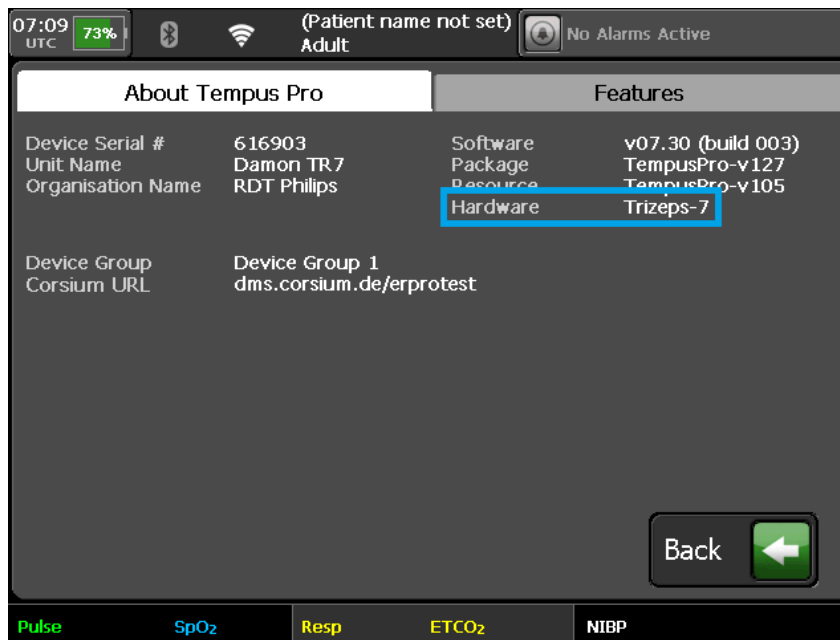 07:09
UTC
73%
(Patient name not set)
Adult
No Alarms Active
About Tempus Pro
Features
Device Serial # 616903
Unit Name Damon TR7
Organisation Name RDT Philips
Software v07.30 (build 003)
Package TempusPro-v127
Resource TempusPro-v105
Hardware Trizeps-7
Device Group Device Group 1
Corsium URL dms.corsium.de/erprotest
Back
Pulse SpO2 Resp ETCO2 NIBP